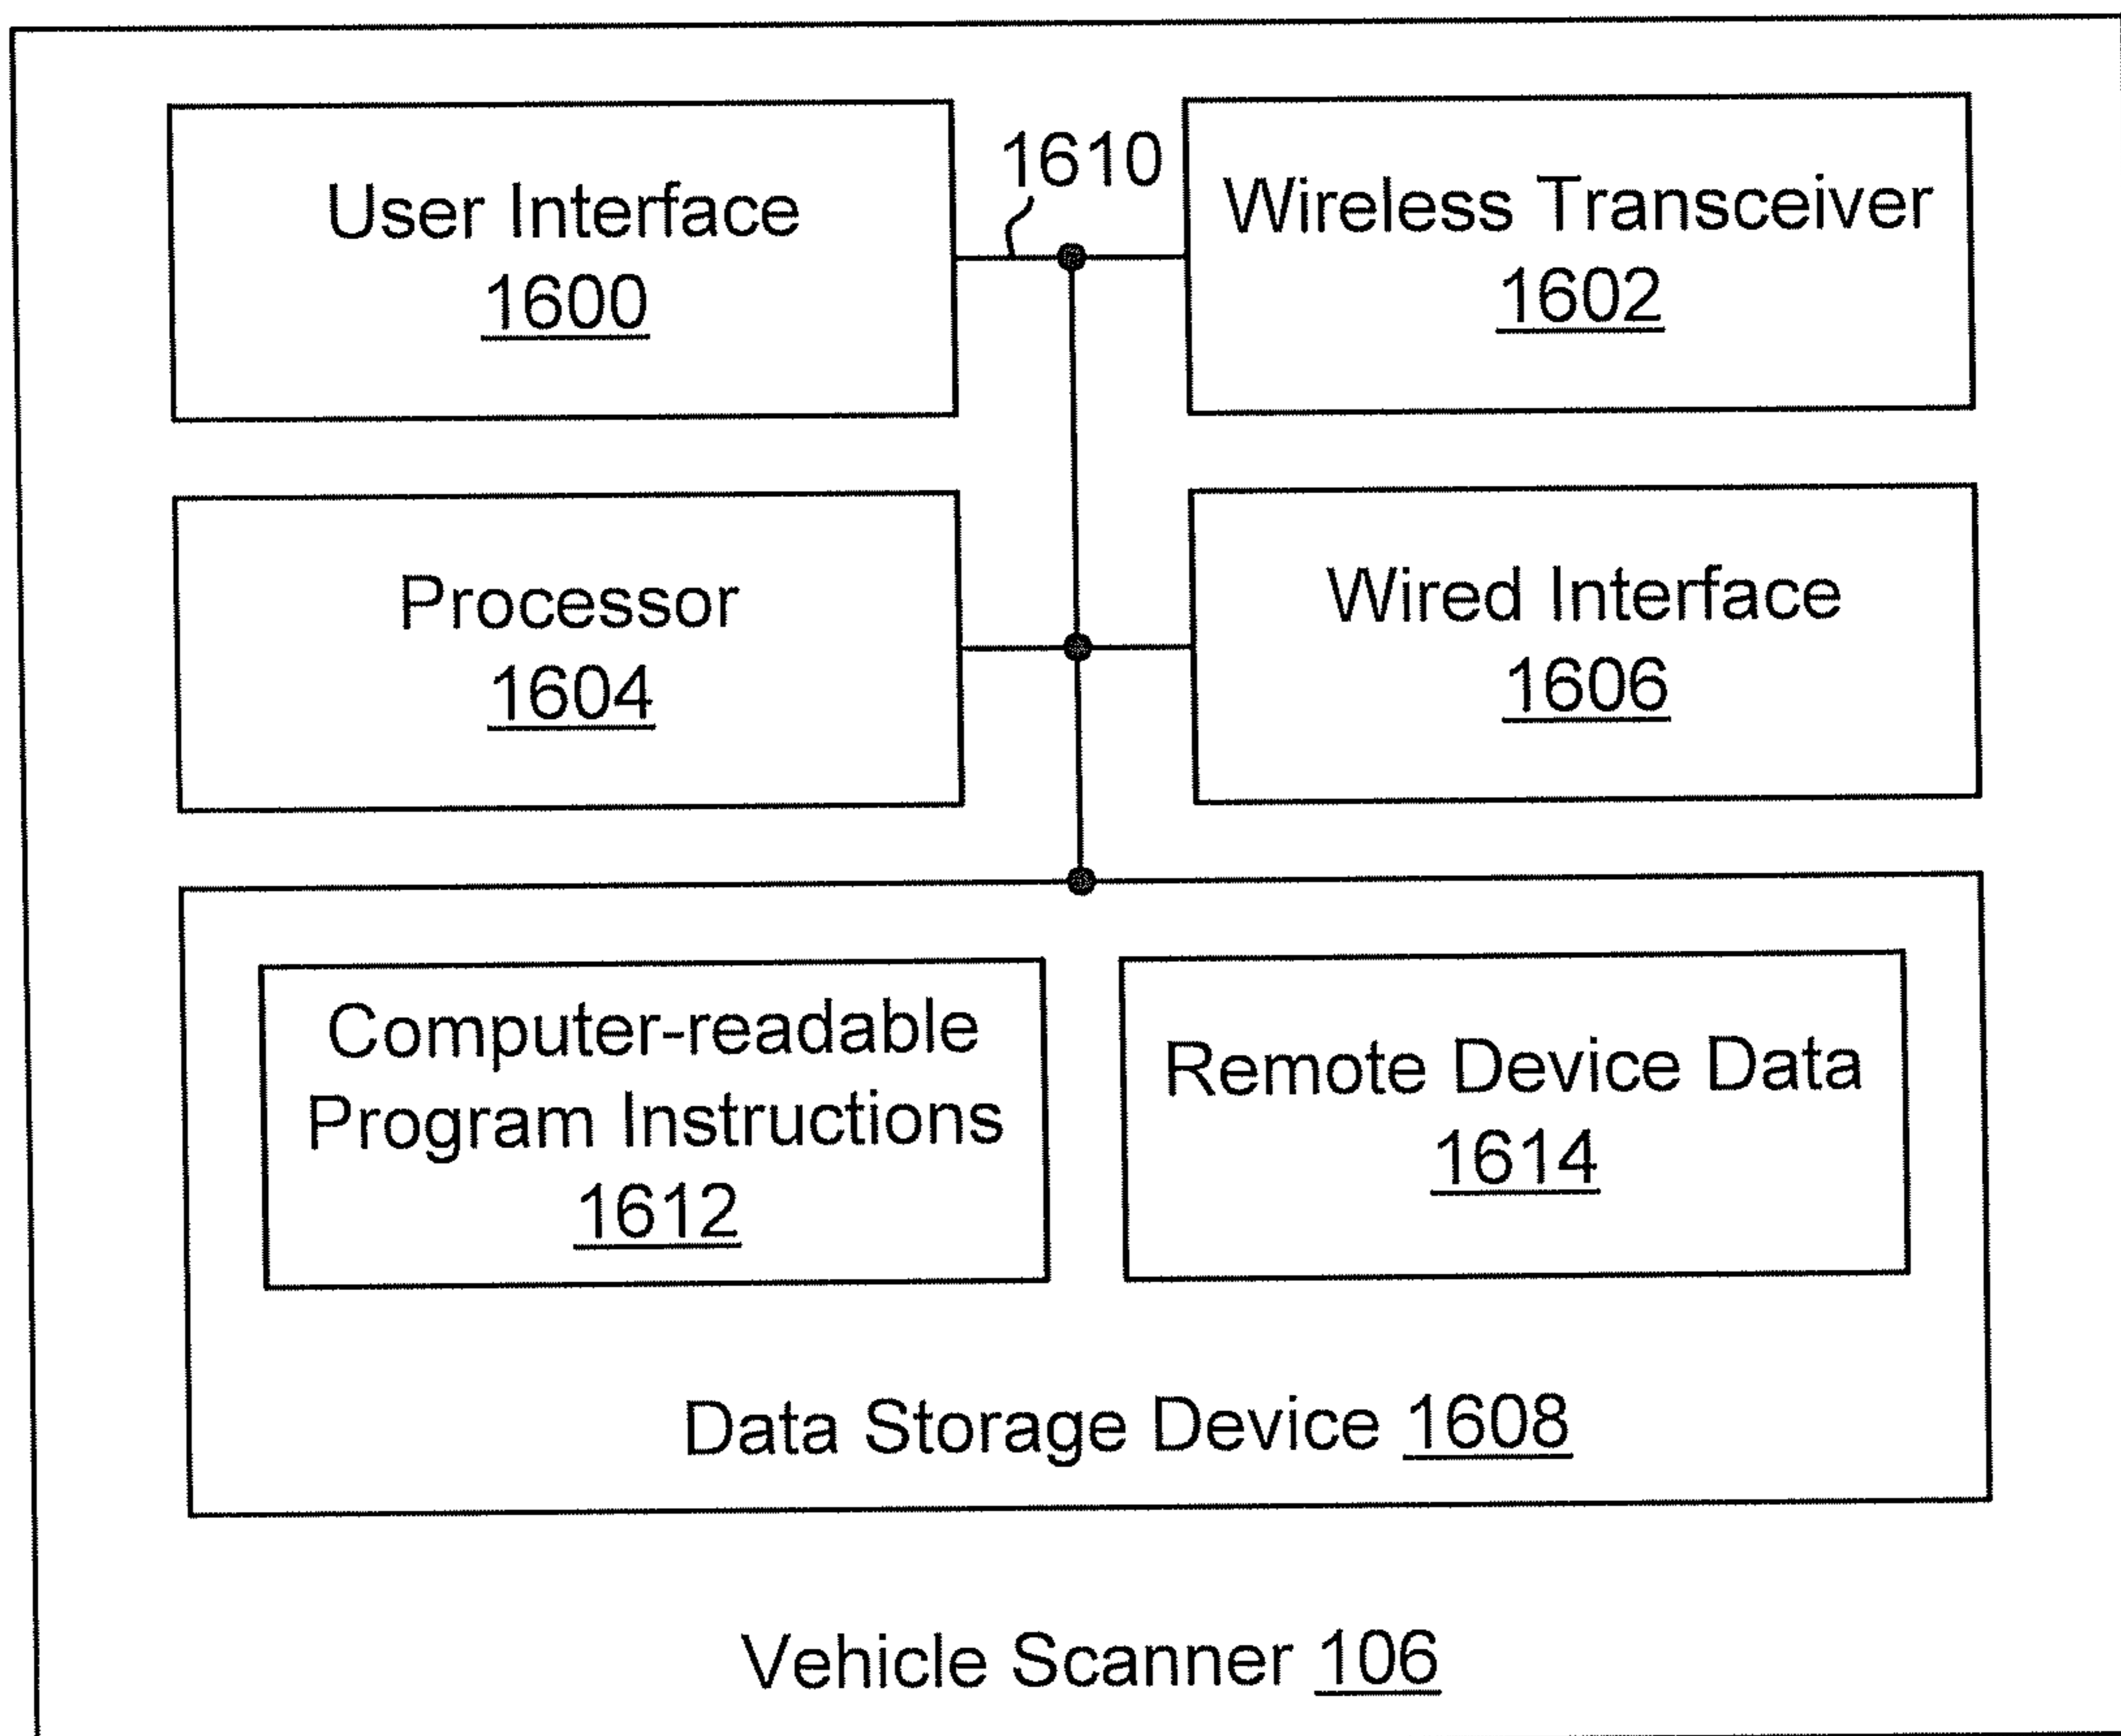 User Interface
1600
1610
Wireless Transceiver
1602
Processor
1604
Wired Interface
1606
Computer-readable
Program Instructions
1612
Remote Device Data
1614
Data Storage Device 1608
Vehicle Scanner 106